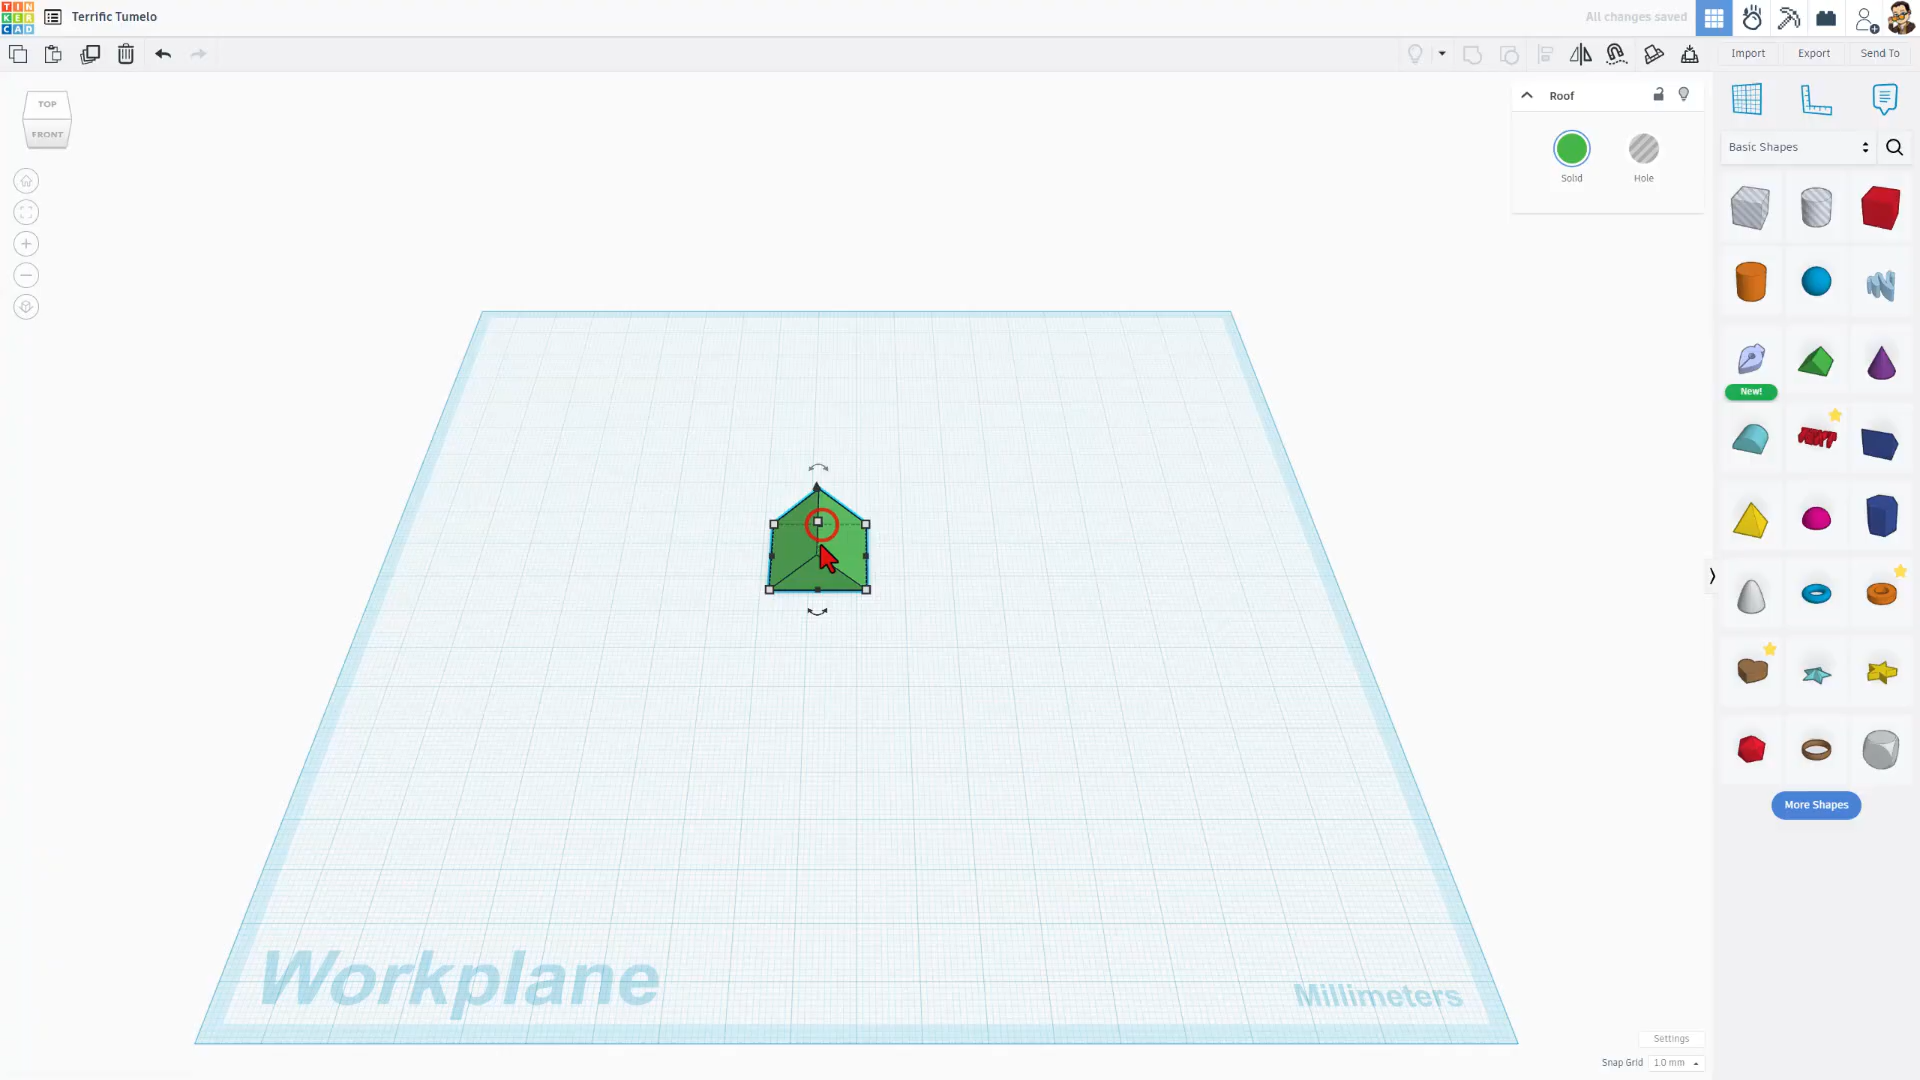 TIN
KER
CAD
Terrific Tumelo
All changes saved
Import
Export
Send To
TOP
FRONT
Roof
Solid
Hole
Basic Shapes
New!
More Shapes
Workplane
Millimeters
Settings
Snap Grid
1.0 mm